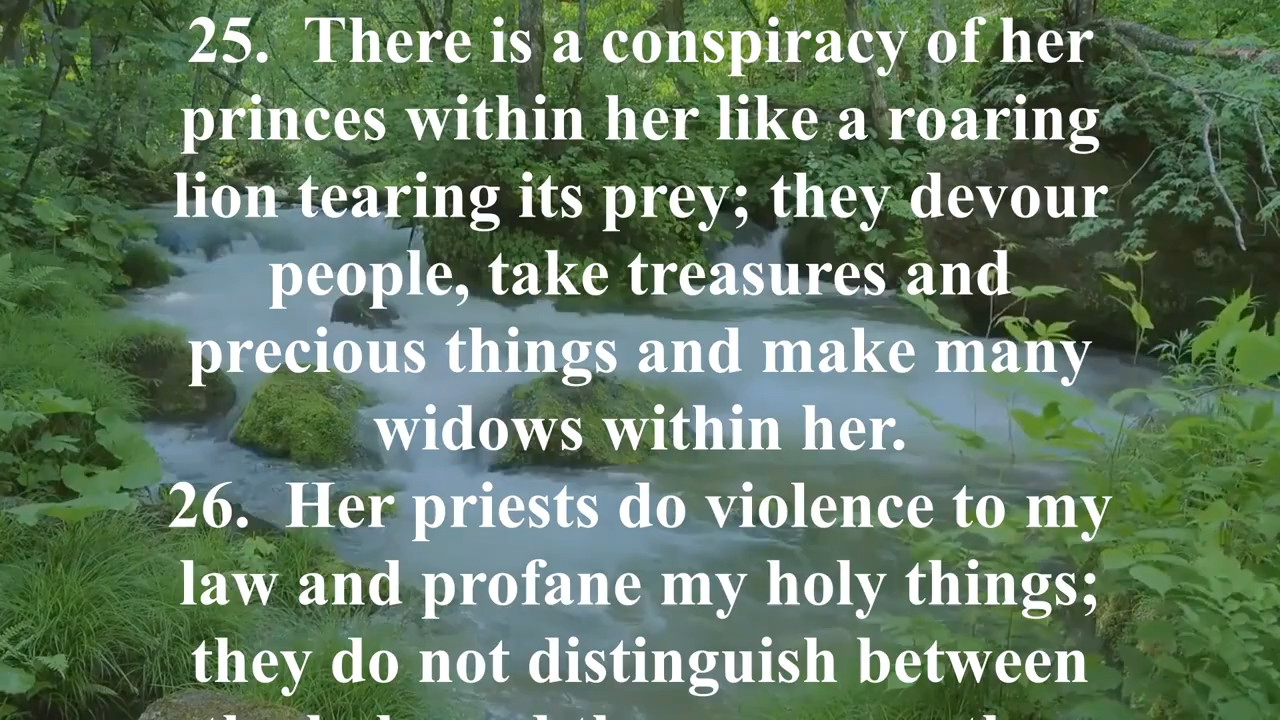 25.  There is a conspiracy of her
princes within her like a roaring
lion tearing its prey; they devour
people, take treasures and
precious things and make many
widows within her.
26.  Her priests do violence to my
law and profane my holy things;
they do not distinguish between